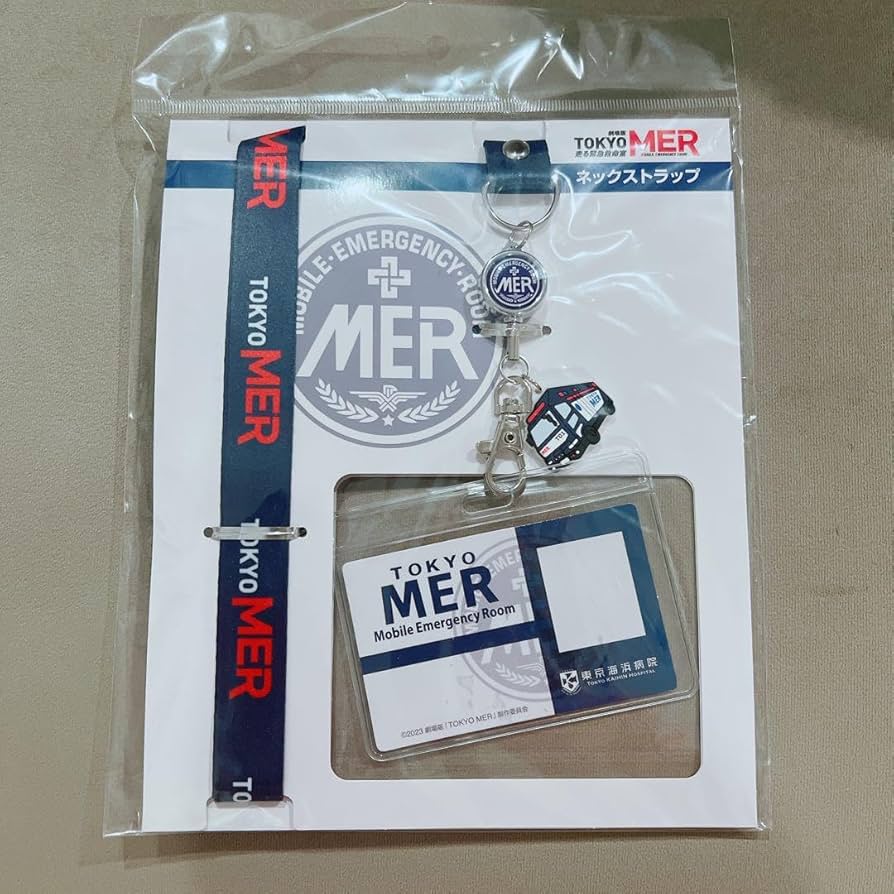 劇場版
TOKYO MER
走る緊急救命室
MOBILE EMERGENCY ROOM
ネックストラップ
MER
TOKYO MER
TOKYO MER
TO
MOBILE・EMERGENCY・ROOM
MER
MER
MER
TOKYO
MER
Mobile Emergency Room
東京海浜病院
TOKYO KAIHIN HOSPITAL
©2023 劇場版『TOKYO MER』製作委員会